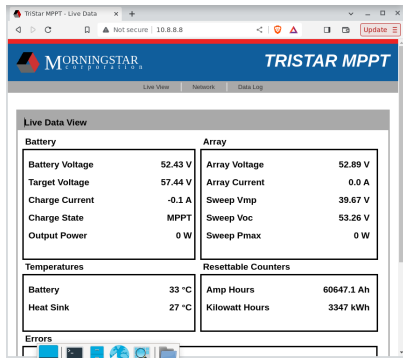 TriStar MPPT - Live Data
Not secure 10.8.8.8
Update
MORNINGSTAR
corporation
TRISTAR MPPT
Live View Network Data Log
Live Data View
Battery
Battery Voltage 52.43 V
Target Voltage 57.44 V
Charge Current -0.1 A
Charge State MPPT
Output Power 0 W
Array
Array Voltage 52.89 V
Array Current 0.0 A
Sweep Vmp 39.67 V
Sweep Voc 53.26 V
Sweep Pmax 0 W
Temperatures
Battery 33 °C
Heat Sink 27 °C
Resettable Counters
Amp Hours 60647.1 Ah
Kilowatt Hours 3347 kWh
Errors